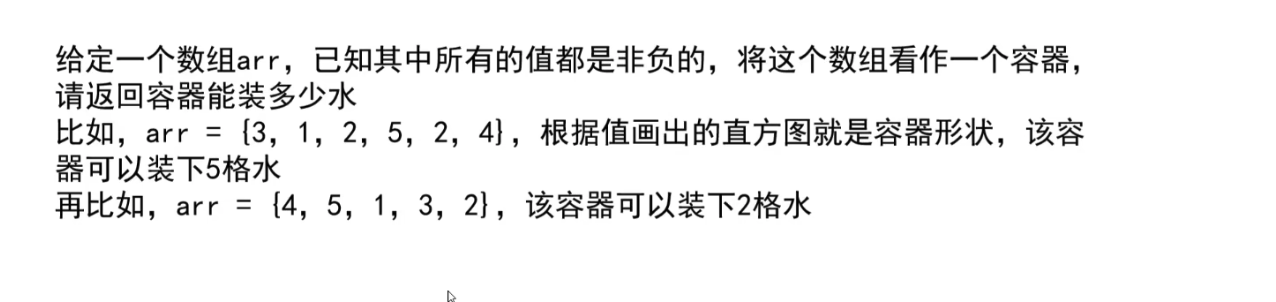 给定一个数组arr，已知其中所有的值都是非负的，将这个数组看作一个容器，
请返回容器能装多少水
比如，arr = {3, 1, 2, 5, 2, 4}，根据值画出的直方图就是容器形状，该容
器可以装下5格水
再比如，arr = {4, 5, 1, 3, 2}，该容器可以装下2格水